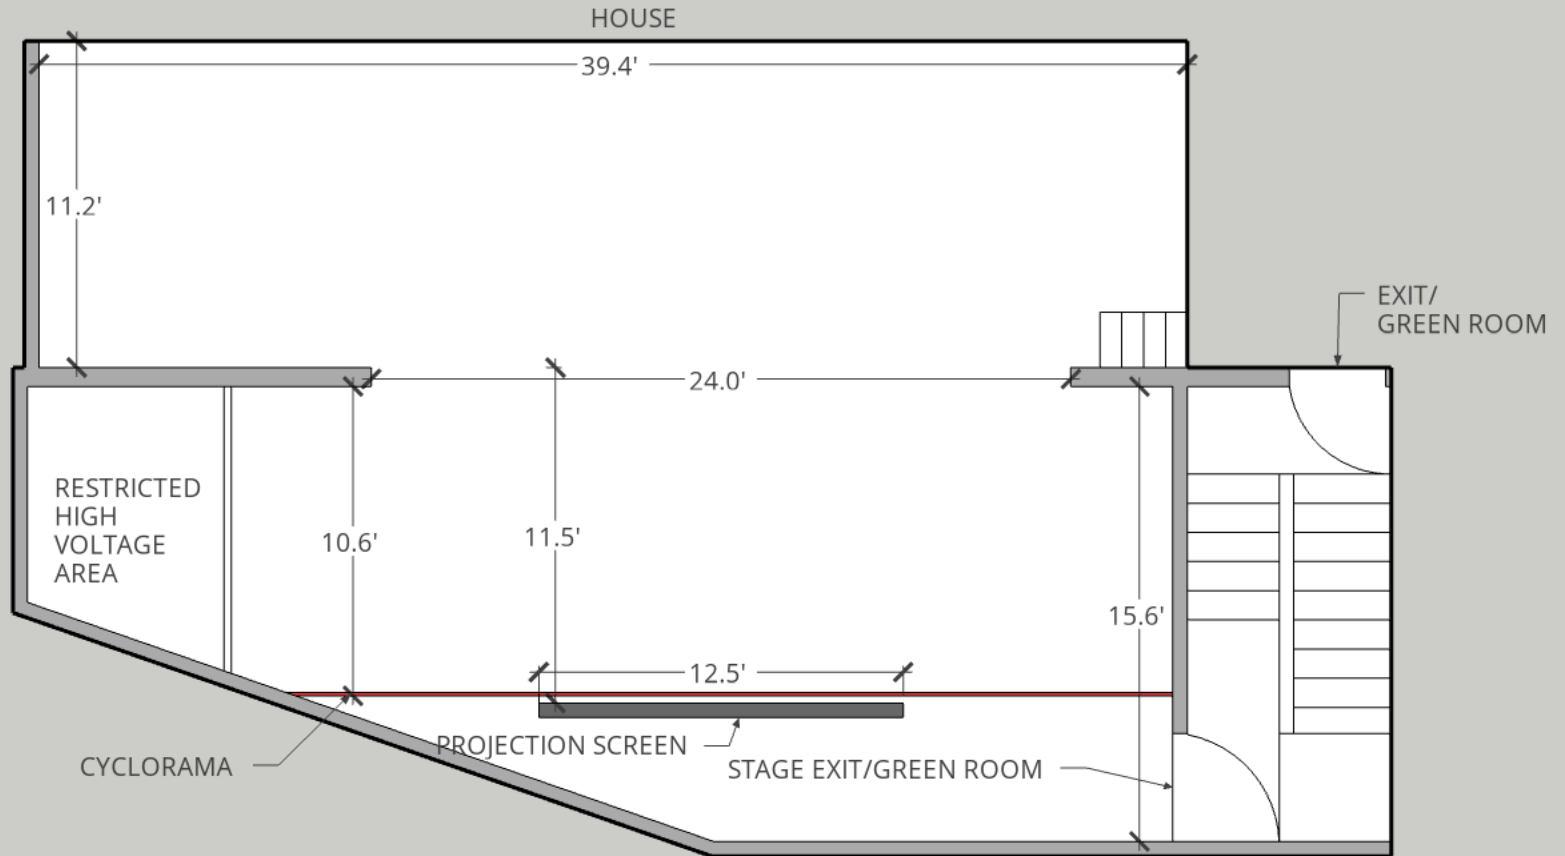 HOUSE
39.4'
11.2'
EXIT/
GREEN ROOM
24.0'
RESTRICTED
HIGH
VOLTAGE
AREA
10.6'
11.5'
15.6'
12.5'
PROJECTION SCREEN
CYCLORAMA
STAGE EXIT/GREEN ROOM